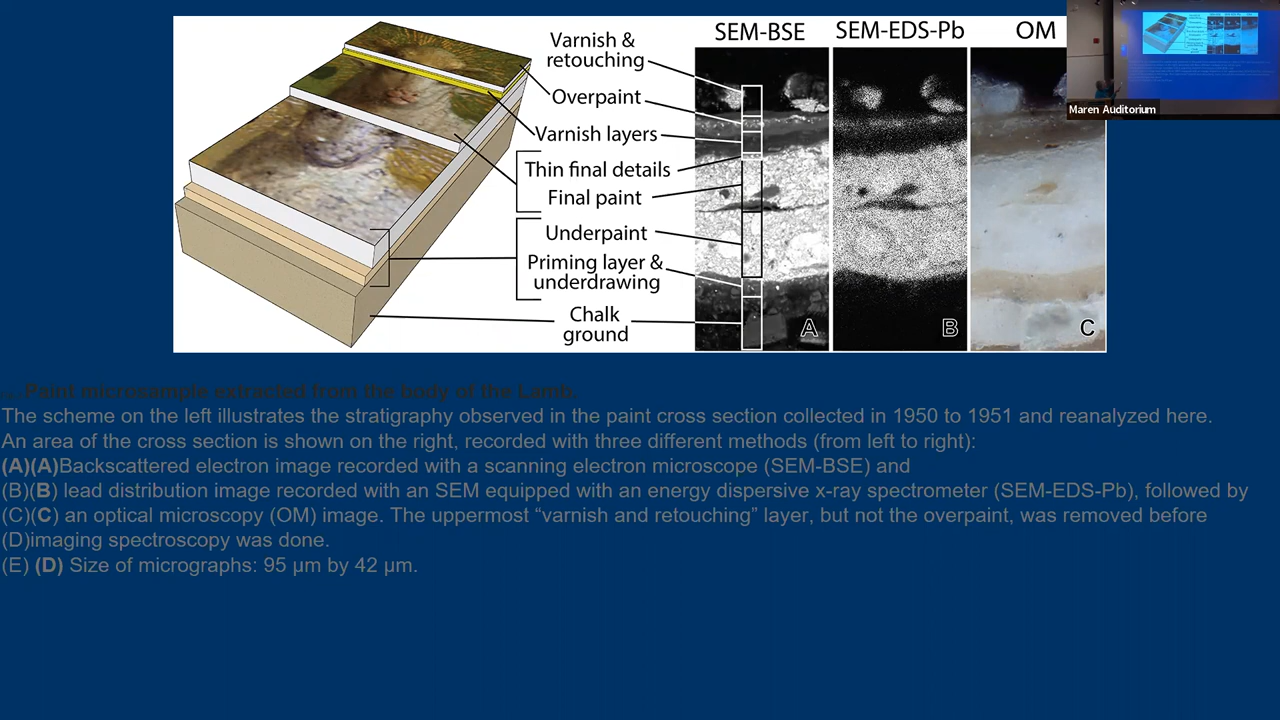 SEM-BSE
SEM-EDS-Pb
OM
Varnish &
retouching
Overpaint
Varnish layers
Thin final details
Final paint
Underpaint
Priming layer &
underdrawing
Chalk
ground
A
B
C
Maren Auditorium
Paint microsample extracted from the body of the Lamb.
The scheme on the left illustrates the stratigraphy observed in the paint cross section collected in 1950 to 1951 and reanalyzed here.
An area of the cross section is shown on the right, recorded with three different methods (from left to right):
(A)(A)Backscattered electron image recorded with a scanning electron microscope (SEM-BSE) and
(B)(B) lead distribution image recorded with an SEM equipped with an energy dispersive x-ray spectrometer (SEM-EDS-Pb), followed by
(C)(C) an optical microscopy (OM) image. The uppermost “varnish and retouching” layer, but not the overpaint, was removed before
(D)imaging spectroscopy was done.
(E) (D) Size of micrographs: 95 μm by 42 μm.